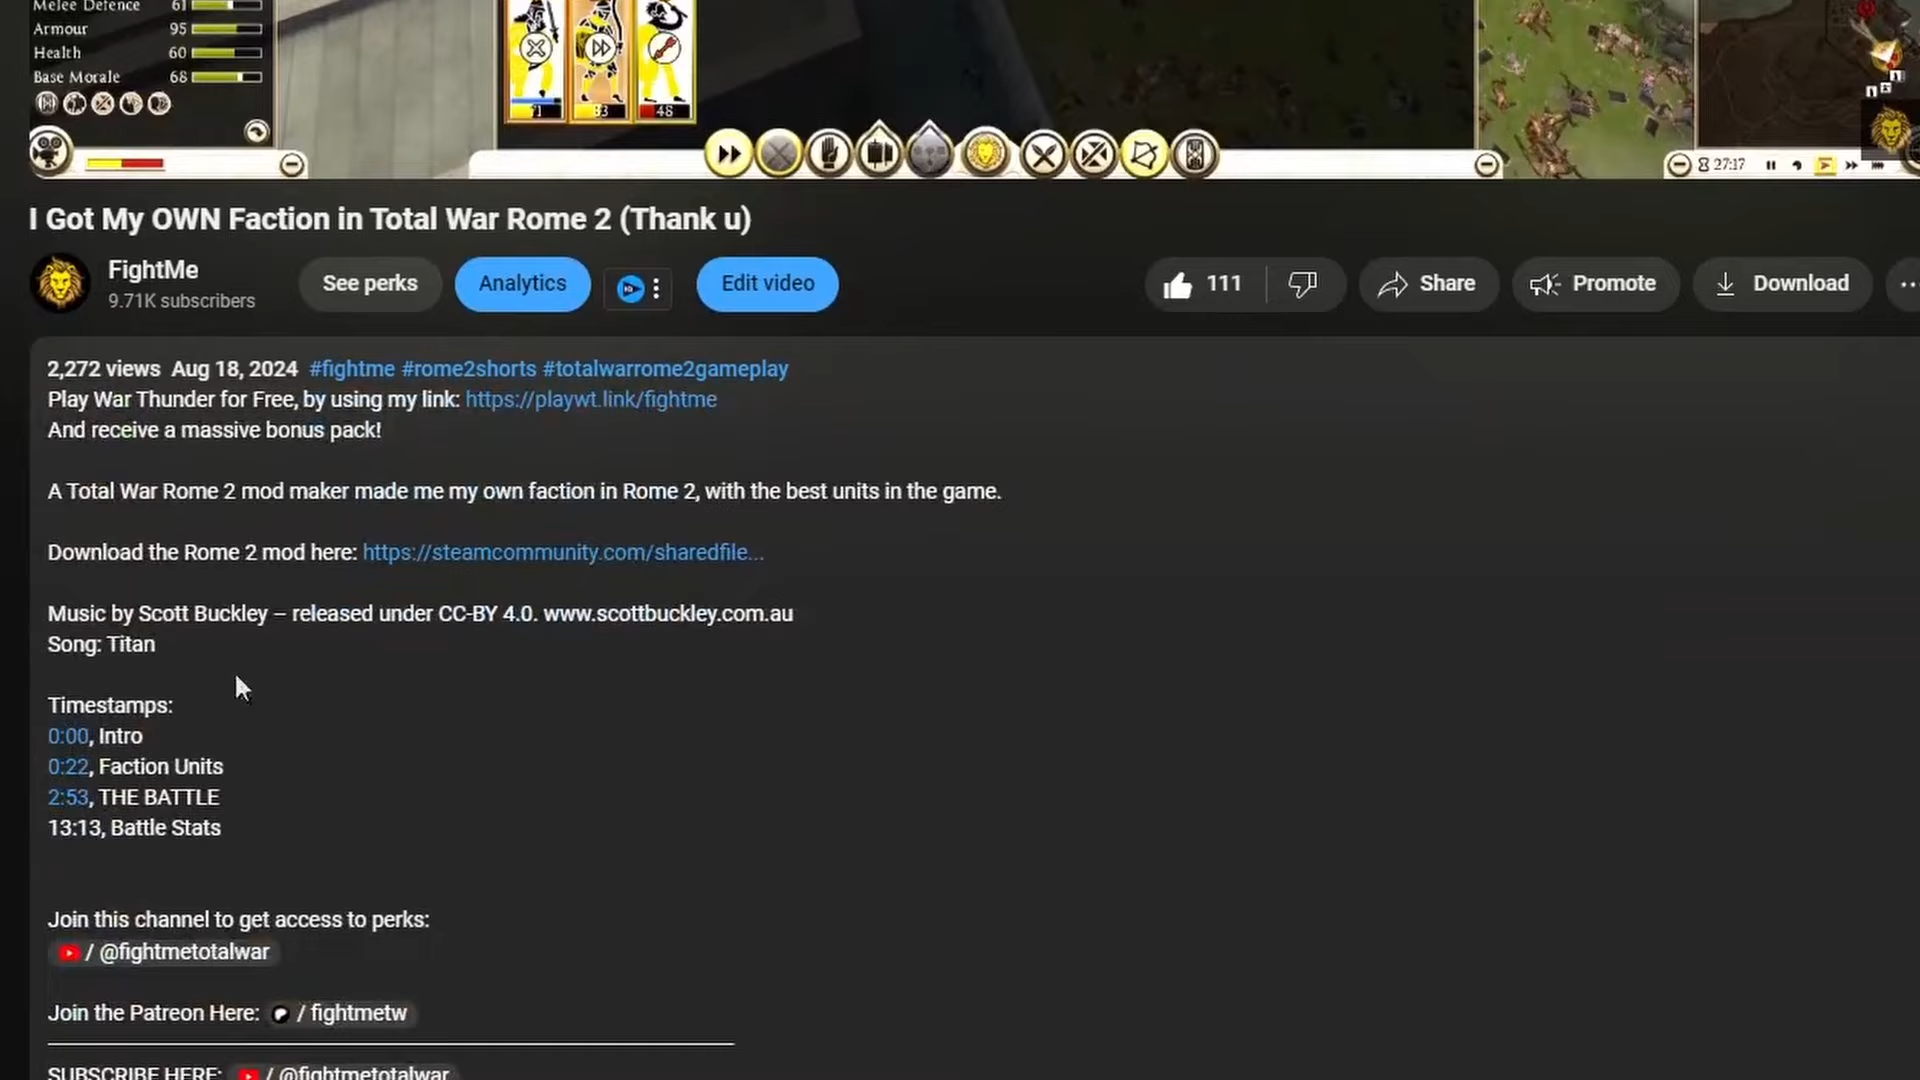 Melee Defence 61
Armour 95
Health 60
Base Morale 68
83
48
27:17
I Got My OWN Faction in Total War Rome 2 (Thank u)
FightMe
9.71K subscribers
See perks
Analytics
Edit video
111
Share
Promote
Download
2,272 views Aug 18, 2024 #fightme #rome2shorts #totalwarrome2gameplay
Play War Thunder for Free, by using my link: https://playwt.link/fightme
And receive a massive bonus pack!
A Total War Rome 2 mod maker made me my own faction in Rome 2, with the best units in the game.
Download the Rome 2 mod here: https://steamcommunity.com/sharedfile...
Music by Scott Buckley – released under CC-BY 4.0. www.scottbuckley.com.au
Song: Titan
Timestamps:
0:00, Intro
0:22, Faction Units
2:53, THE BATTLE
13:13, Battle Stats
Join this channel to get access to perks:
/ @fightmetotalwar
Join the Patreon Here: / fightmetw
SUBSCRIBE HERE: / @fightmetotalwar